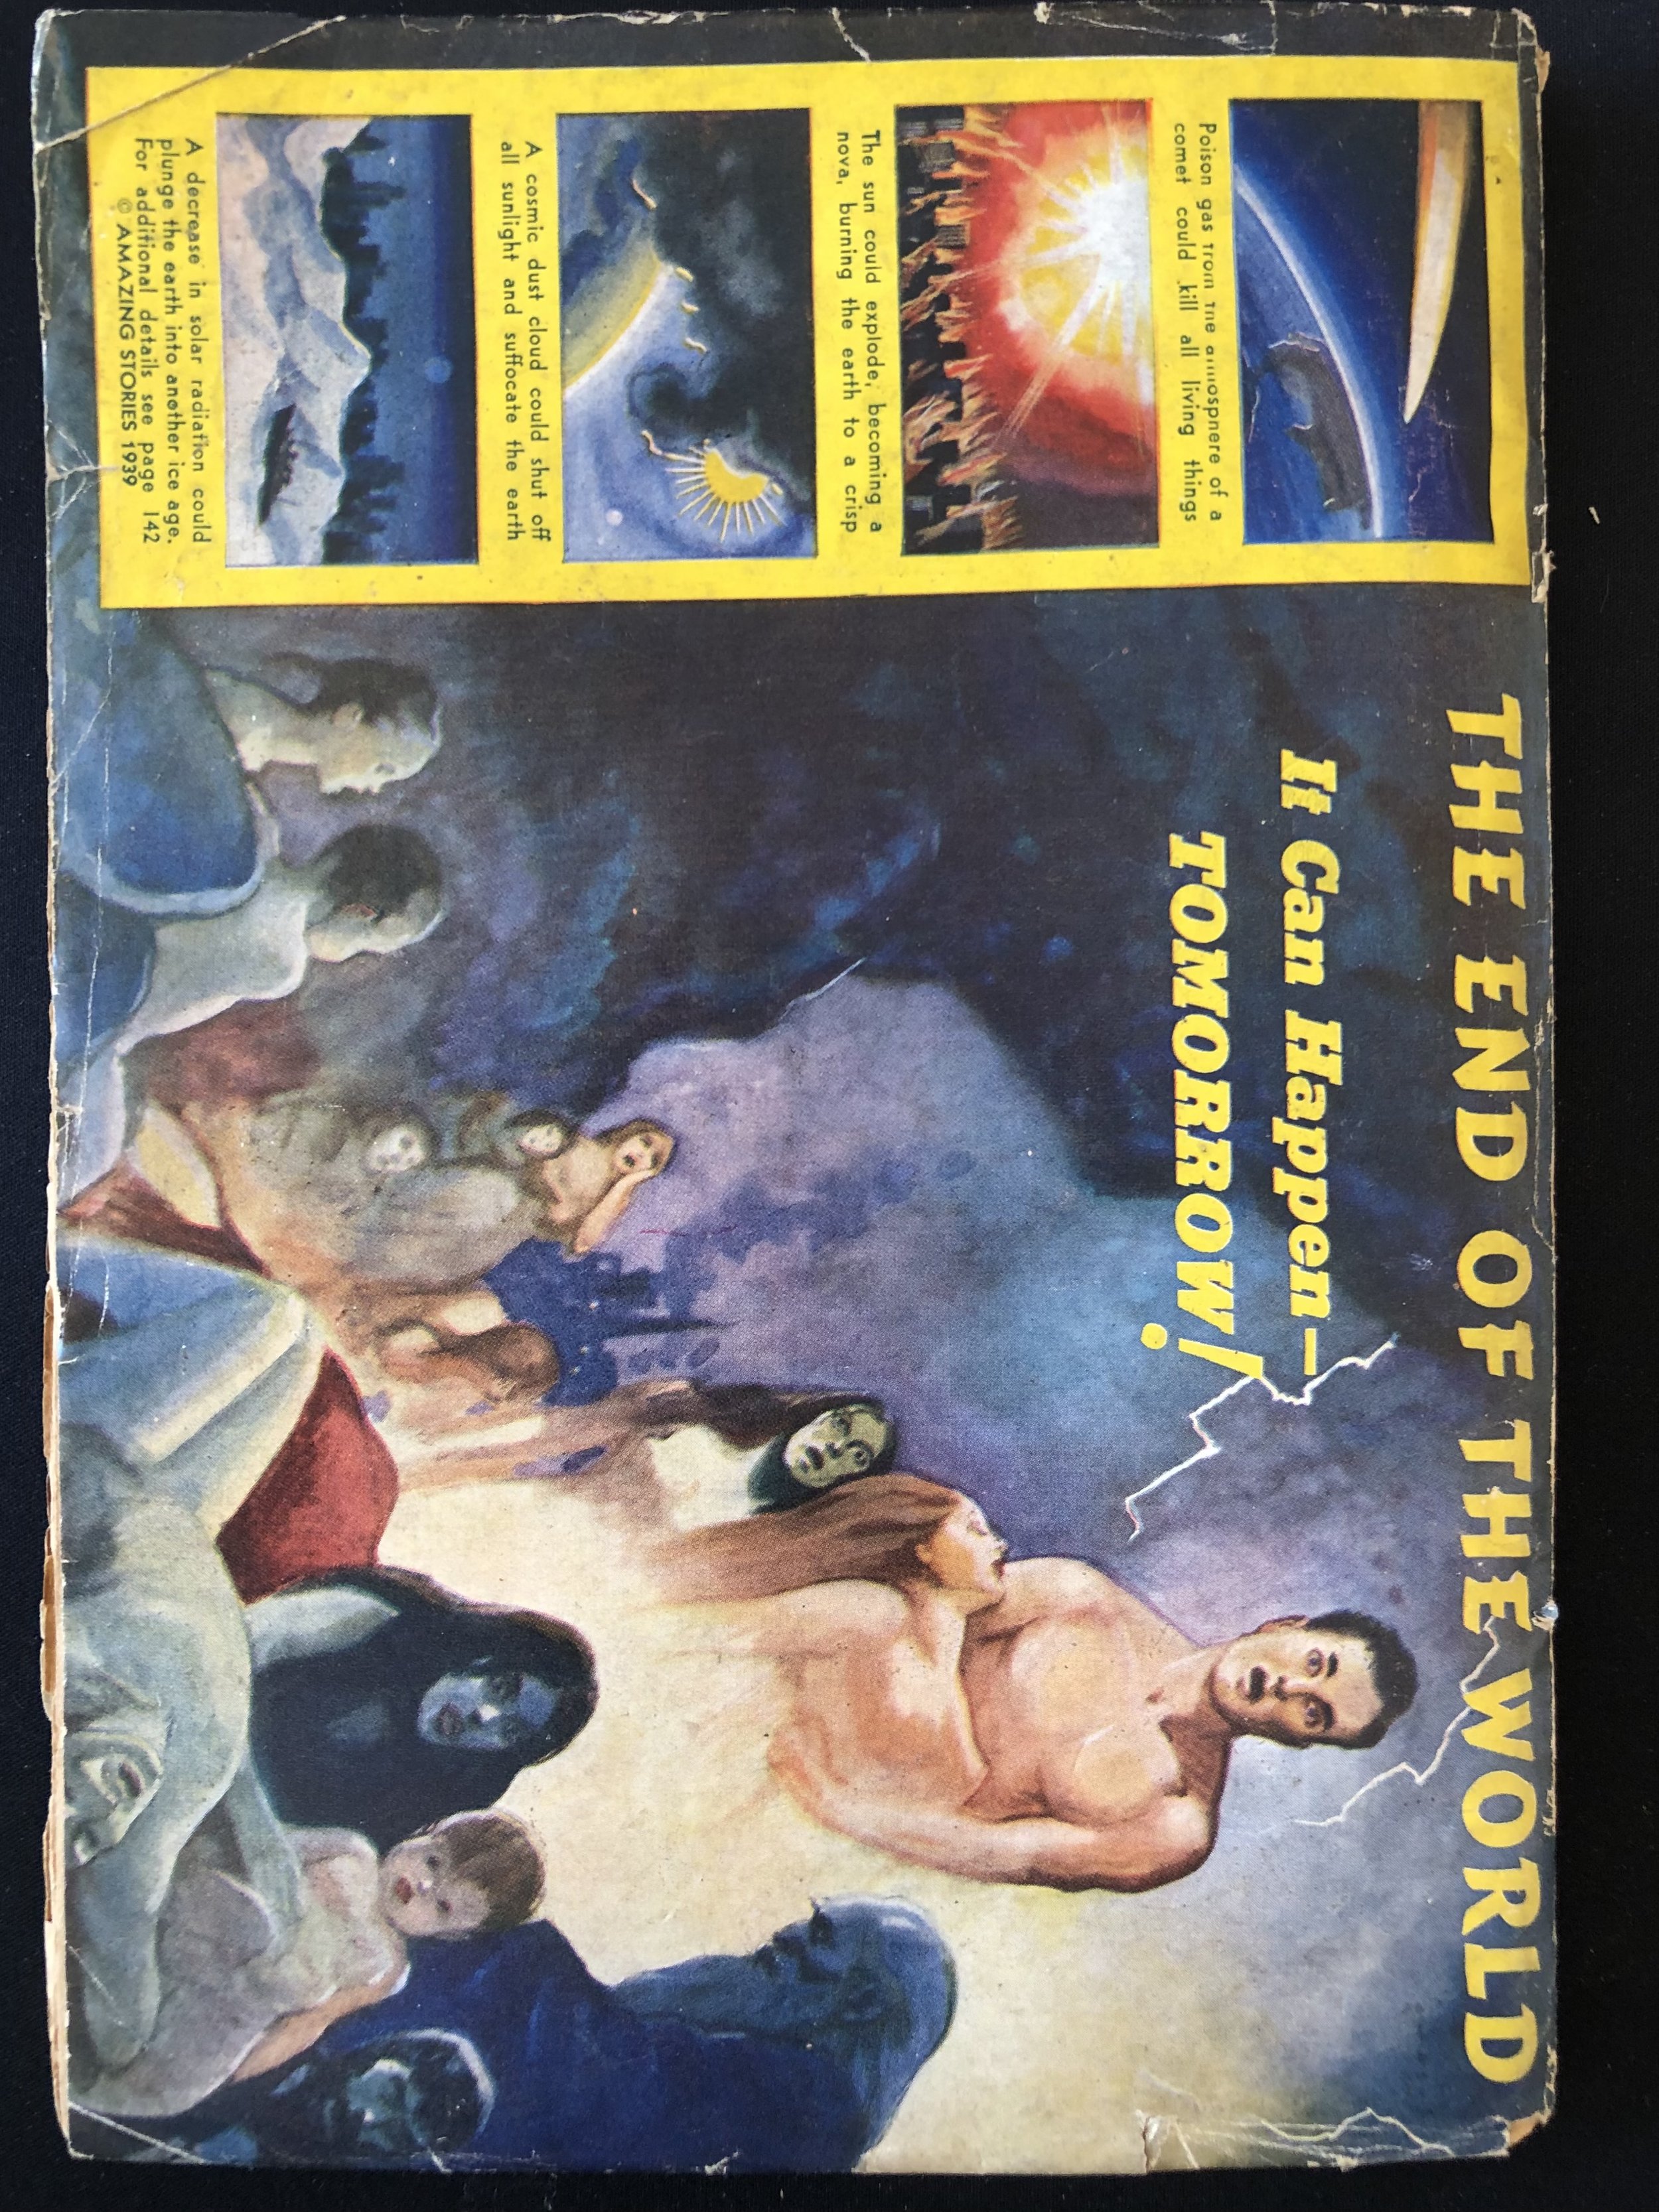 THE END OF THE WORLD
It Can Happen—
TOMORROW!
Poison gas from the atmosphere of a
comet could kill all living things
The sun could explode, becoming a
nova, burning the earth to a crisp
A cosmic dust cloud could shut off
all sunlight and suffocate the earth
A decrease in solar radiation could
plunge the earth into another ice age.
For additional details see page 142
© AMAZING STORIES 1939